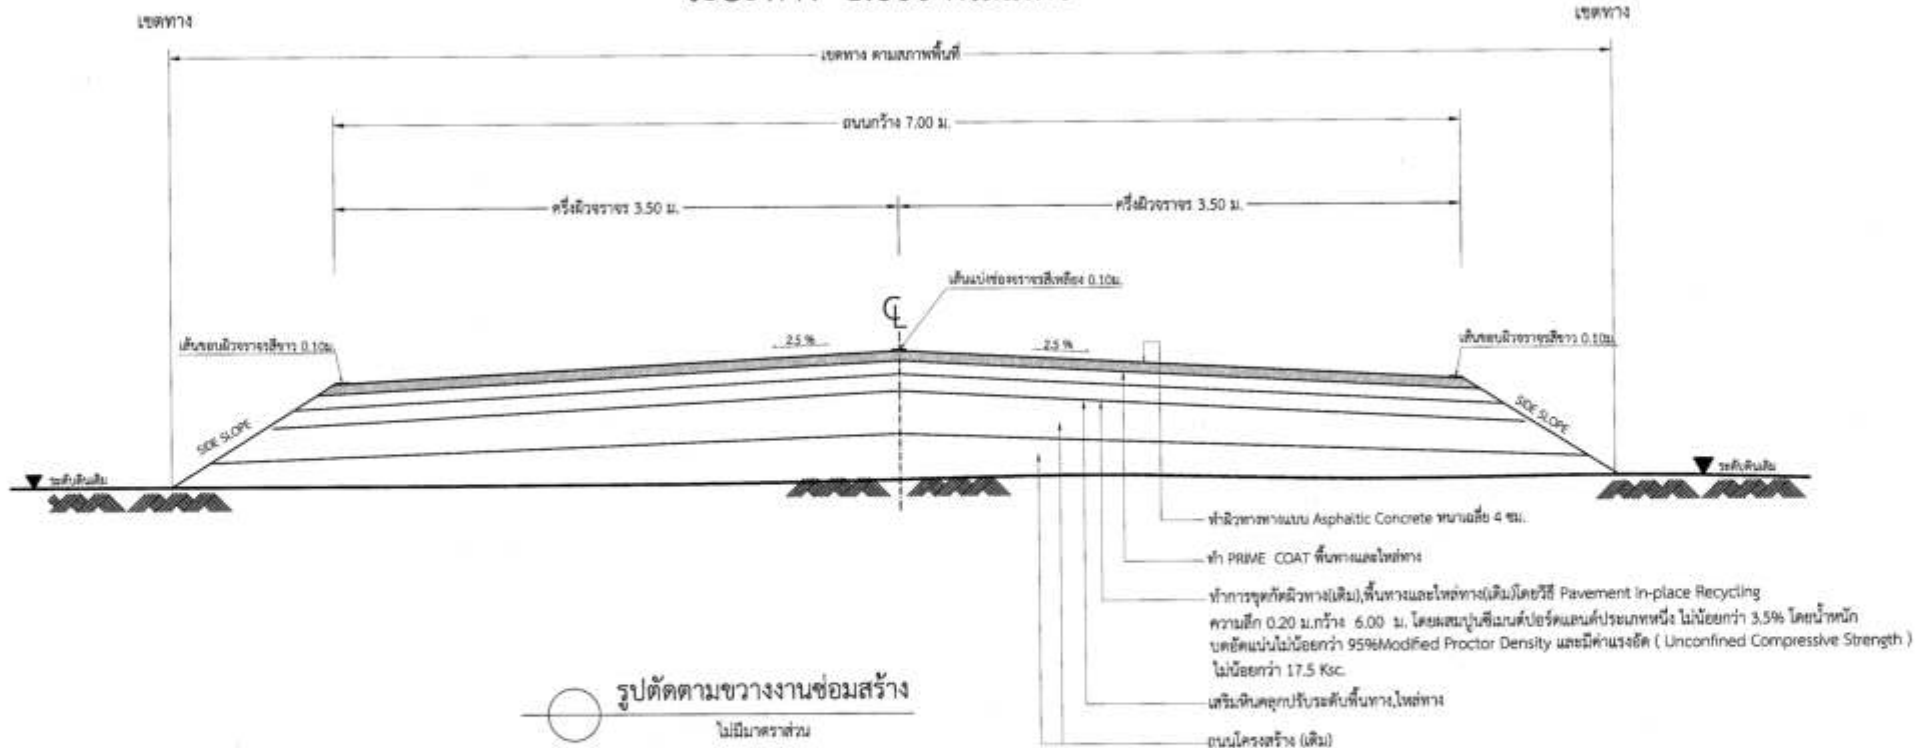 เขตทาง
เขตทาง
เขตทาง ตามสภาพพื้นที่
ถนนกว้าง 7.00 ม.
ครึ่งผิวจราจร 3.50 ม.
ครึ่งผิวจราจร 3.50 ม.
เส้นแบ่งช่องจราจรสีเหลือง 0.10ม.
เส้นขอบผิวจราจรสีขาว 0.10ม.
2.5 %
2.5 %
เส้นขอบผิวจราจรสีขาว 0.10ม.
SIDE SLOPE
SIDE SLOPE
ระดับดินเดิม
ระดับดินเดิม
ทำผิวทางทางแบบ Asphaltic Concrete หนาเฉลี่ย 4 ซม.
ทำ PRIME COAT พื้นทางและไหล่ทาง
ทำการขุดกัดผิวทาง(เดิม),พื้นทางและไหล่ทาง(เดิม)โดยวิธี Pavement In-place Recycling
ความลึก 0.20 ม.กว้าง 6.00 ม. โดยผสมปูนซีเมนต์ปอร์ตแลนด์ประเภทหนึ่ง ไม่น้อยกว่า 3.5% โดยน้ำหนัก
บดอัดแน่นไม่น้อยกว่า 95%Modified Proctor Density และมีค่าแรงอัด ( Unconfined Compressive Strength )
ไม่น้อยกว่า 17.5 Ksc.
เสริมหินคลุกปรับระดับพื้นทาง,ไหล่ทาง
ถนนโครงสร้าง (เดิม)
รูปตัดตามขวางงานซ่อมสร้าง
ไม่มีมาตราส่วน